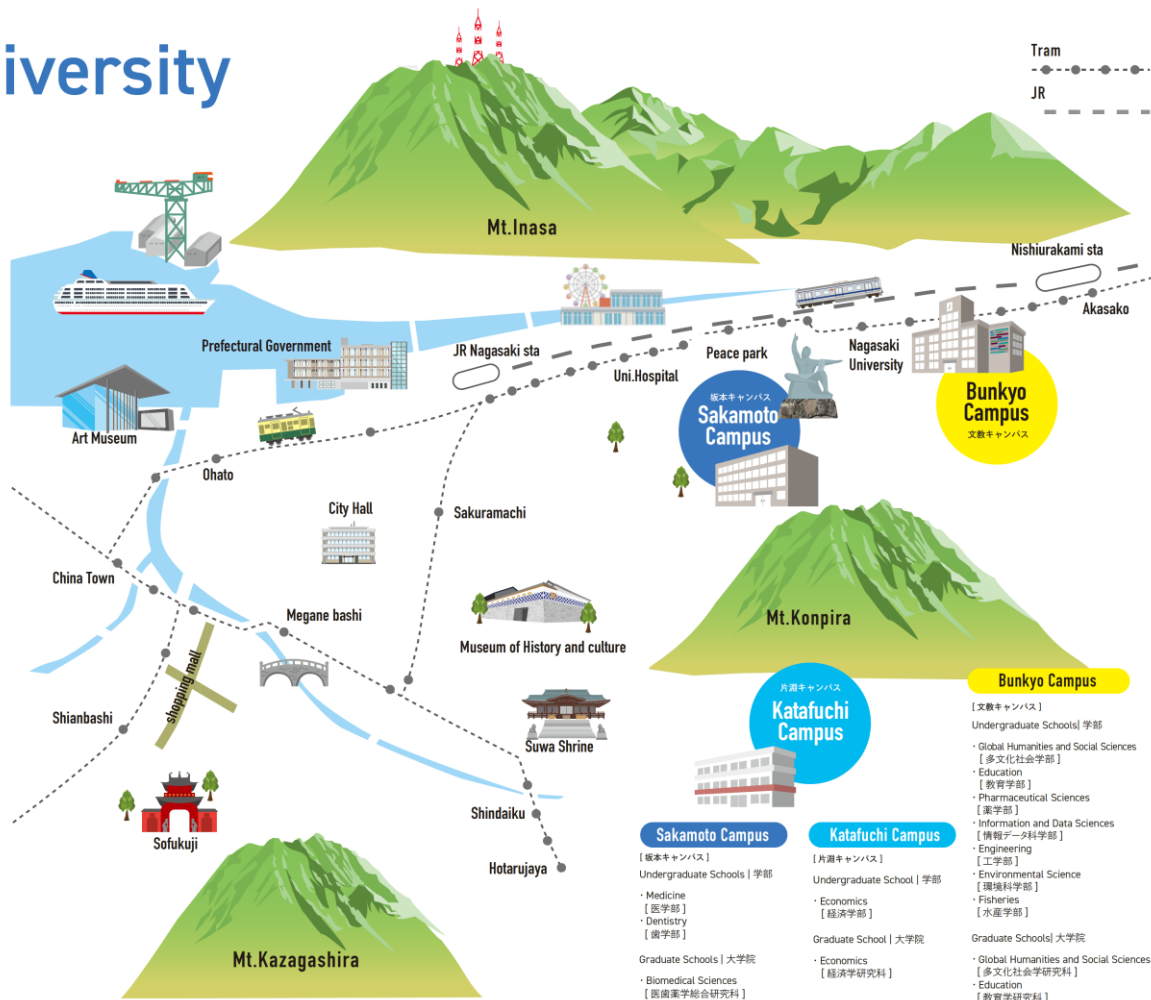 iversity
Tram
JR
Mt.Inasa
Nishiurakami sta
Akasako
Prefectural Government
JR Nagasaki sta
Peace park
Nagasaki
University
Uni.Hospital
坂本キャンパス
Sakamoto
Campus
Bunkyo
Campus
文教キャンパス
Art Museum
Ohato
City Hall
Sakuramachi
China Town
Megane bashi
Museum of History and culture
Mt.Konpira
shopping mall
Shianbashi
Suwa Shrine
片淵キャンパス
Katafuchi
Campus
Sofukuji
Shindaiku
Hotarujaya
Mt.Kazagashira
Sakamoto Campus
[ 坂本キャンパス ]
Undergraduate Schools | 学部
・Medicine
[ 医学部 ]
・Dentistry
[ 歯学部 ]
Graduate Schools | 大学院
・Biomedical Sciences
[ 医歯薬学総合研究科 ]
Katafuchi Campus
[ 片淵キャンパス ]
Undergraduate School | 学部
・Economics
[ 経済学部 ]
Graduate School | 大学院
・Economics
[ 経済学研究科 ]
Bunkyo Campus
[ 文教キャンパス ]
Undergraduate Schools| 学部
・Global Humanities and Social Sciences
[ 多文化社会学部 ]
・Education
[ 教育学部 ]
・Pharmaceutical Sciences
[ 薬学部 ]
・Information and Data Sciences
[ 情報データ科学部 ]
・Engineering
[ 工学部 ]
・Environmental Science
[ 環境科学部 ]
・Fisheries
[ 水産学部 ]
Graduate Schools| 大学院
・Global Humanities and Social Sciences
[ 多文化社会学研究科 ]
・Education
[ 教育学研究科 ]